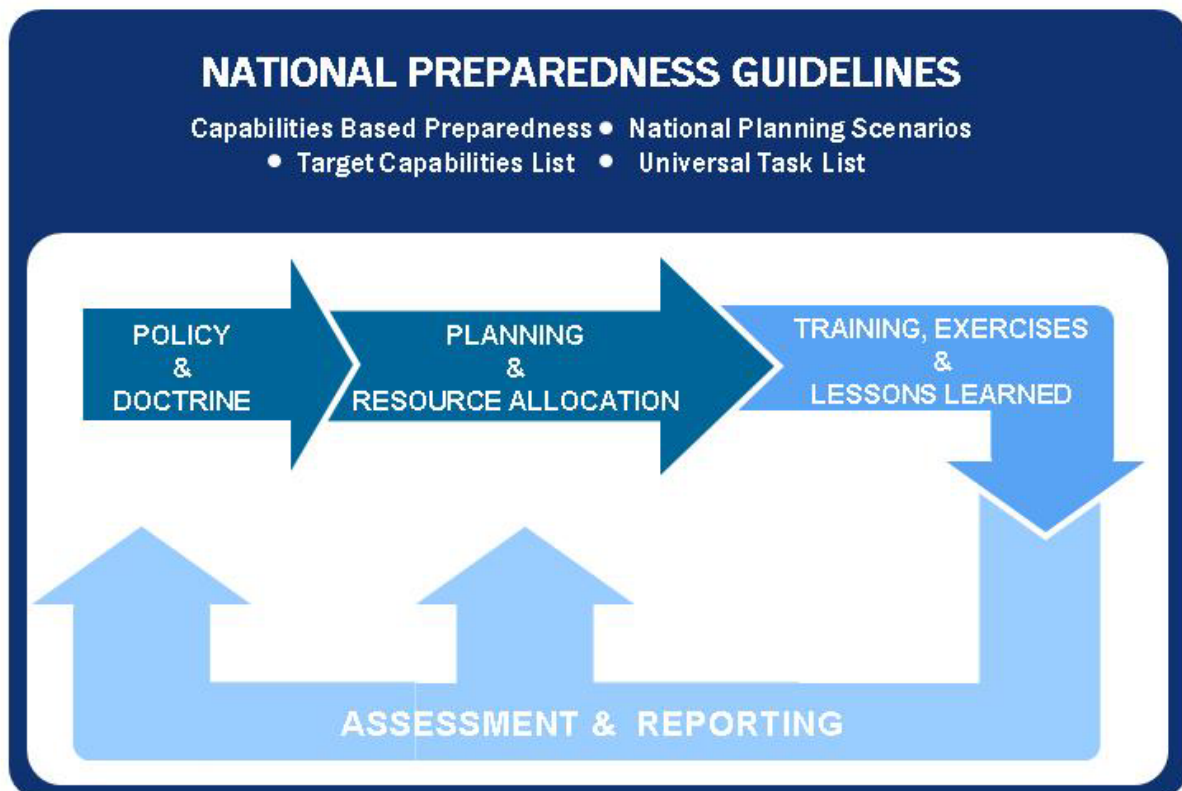 NATIONAL PREPAREDNESS GUIDELINES
Capabilities Based Preparedness • National Planning Scenarios
• Target Capabilities List • Universal Task List
POLICY
&
DOCTRINE
PLANNING
&
RESOURCE ALLOCATION
TRAINING, EXERCISES
&
LESSONS LEARNED
ASSESSMENT & REPORTING